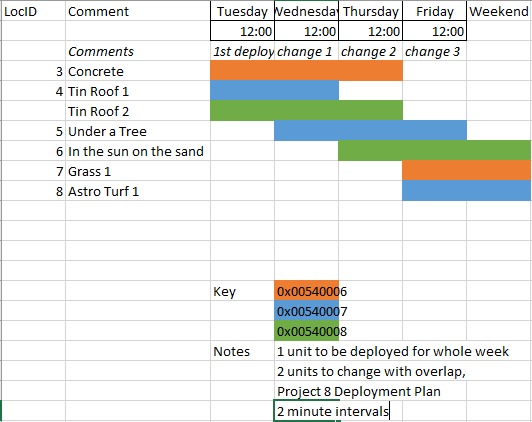 LocID Comment Tuesday Wednesday Thursday Friday Weekend
12:00 12:00 12:00 12:00
Comments 1st deploy change 1 change 2 change 3
3 Concrete
4 Tin Roof 1
Tin Roof 2
5 Under a Tree
6 In the sun on the sand
7 Grass 1
8 Astro Turf 1
Key 0x00540006
0x00540007
0x00540008
Notes 1 unit to be deployed for whole week
2 units to change with overlap,
Project 8 Deployment Plan
2 minute intervals